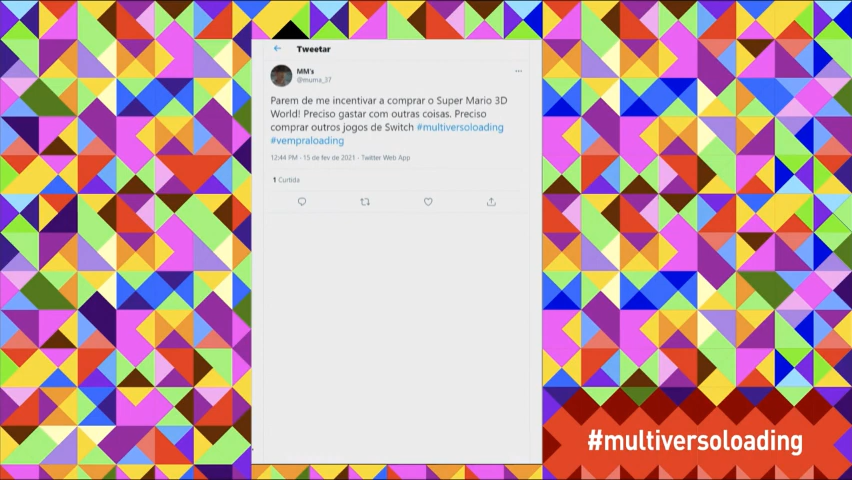 Tweetar
MM's
@muma_37
Parem de me incentivar a comprar o Super Mario 3D
World! Preciso gastar com outras coisas. Preciso
comprar outros jogos de Switch #multiversoloading
#vempraloading
12:44 PM · 15 de fev de 2021 · Twitter Web App
1 Curtida
#multiversoloading